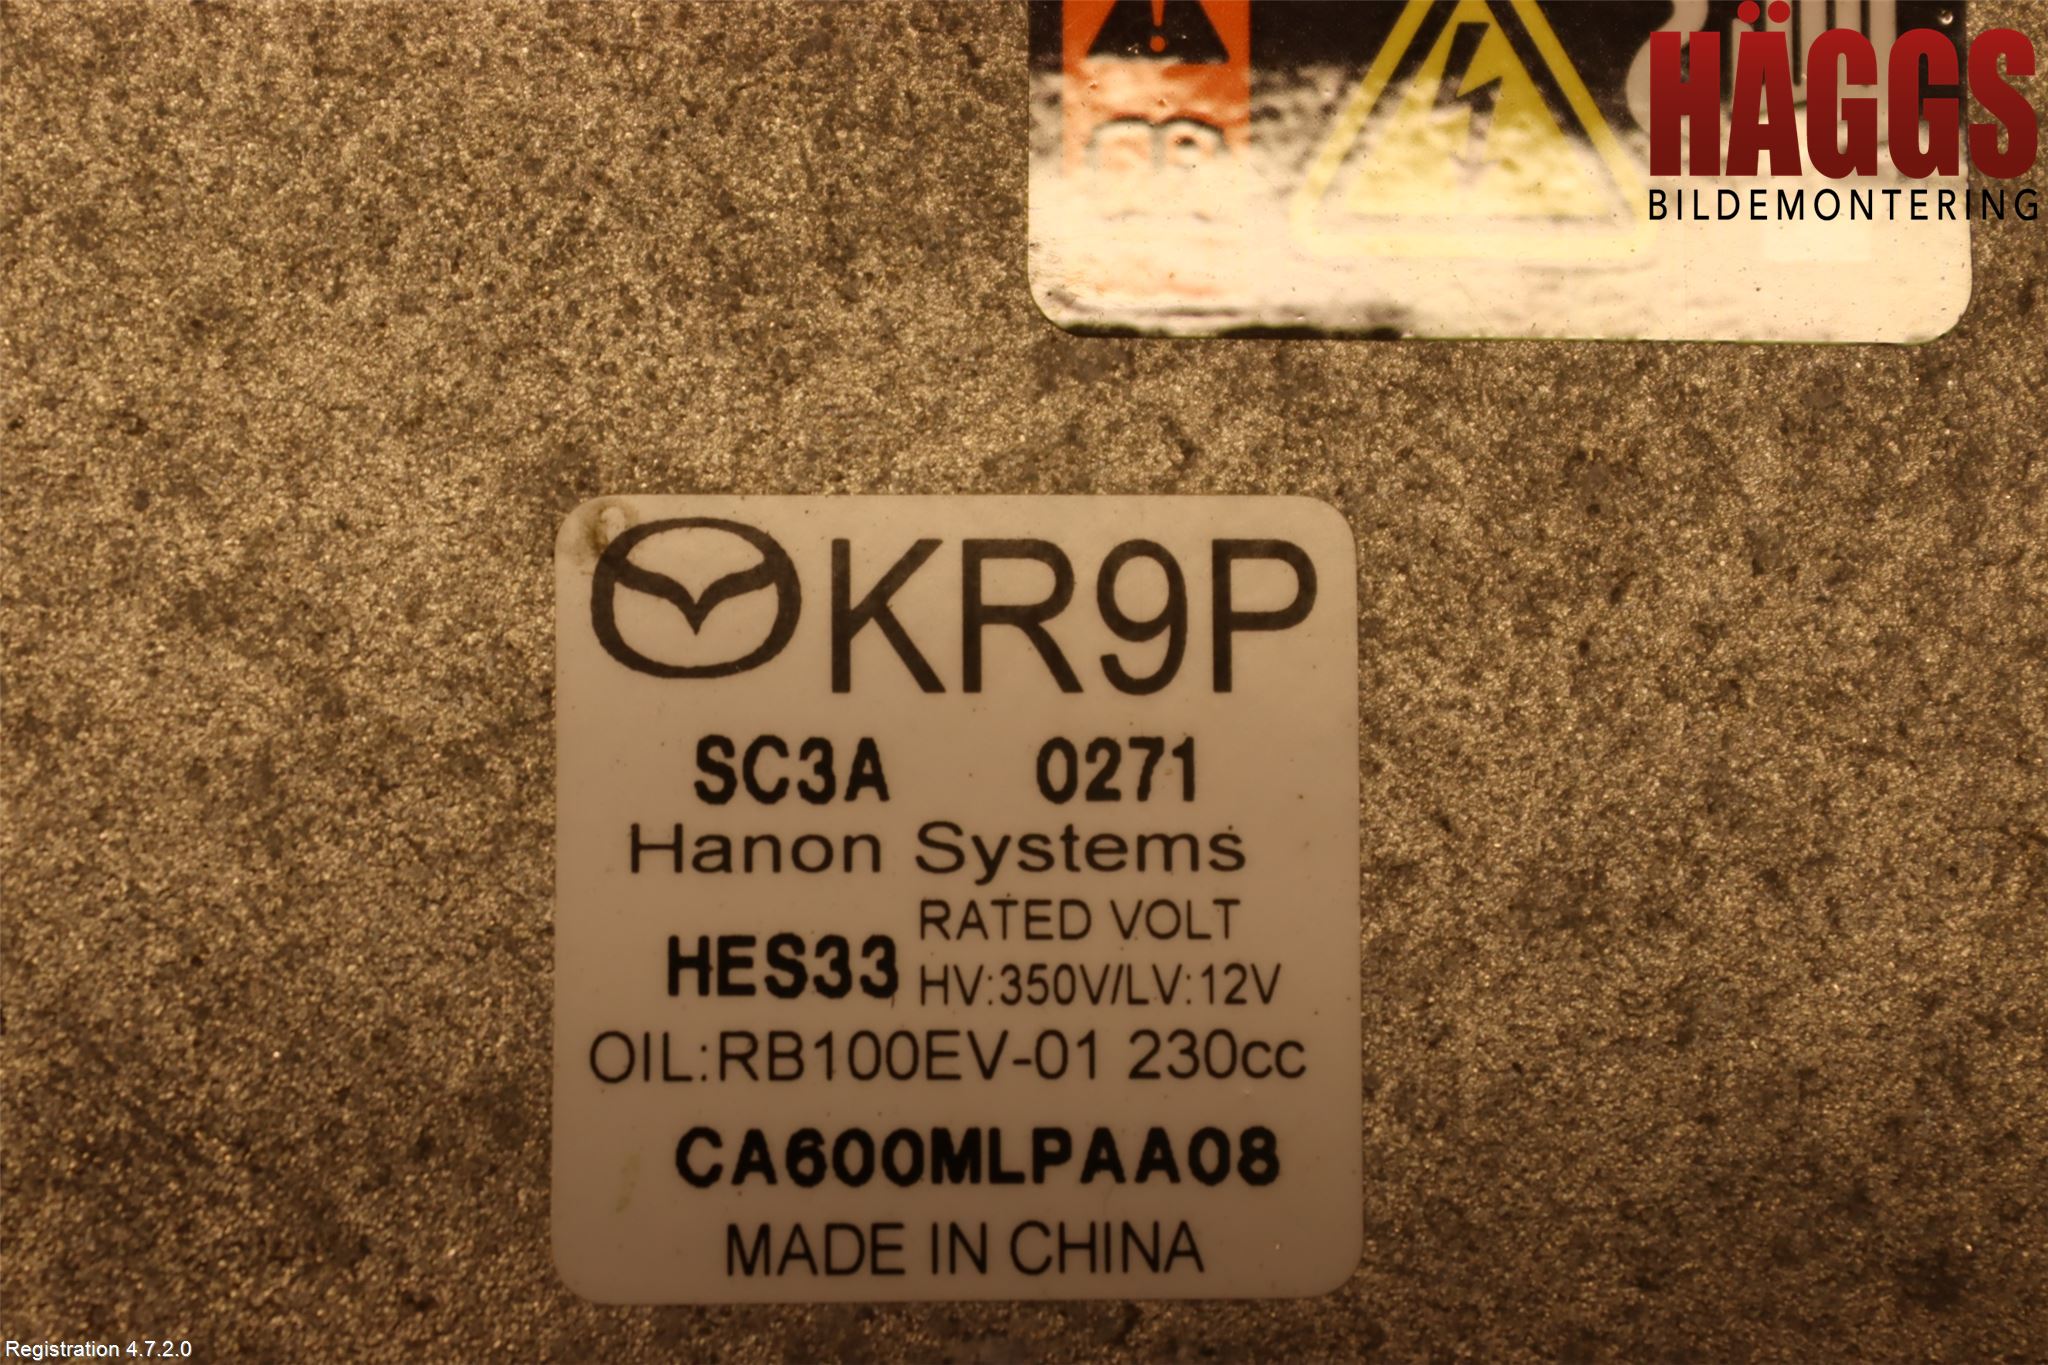 HÄGGS
BILDEMONTERING
KR9P
SC3A 0271
Hanon Systems
RATED VOLT
HES33 HV:350V/LV:12V
OIL:RB100EV-01 230cc
CA600MLPAA08
MADE IN CHINA
Registration 4.7.2.0